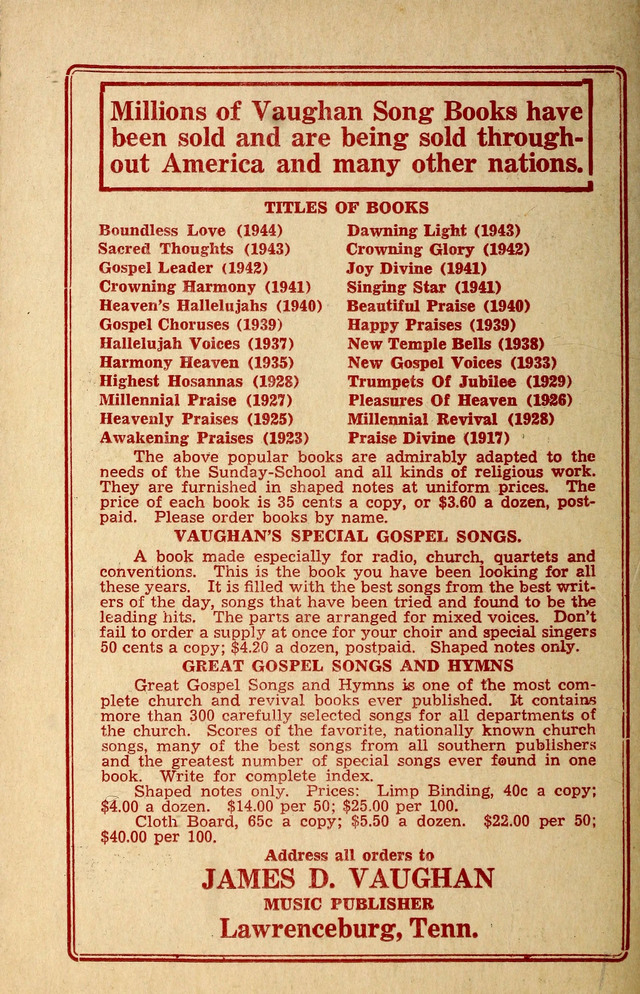 Millions of Vaughan Song Books have
been sold and are being sold through-
out America and many other nations.
TITLES OF BOOKS
Boundless Love (1944) Dawning Light (1943)
Sacred Thoughts (1943) Crowning Glory (1942)
Gospel Leader (1942) Joy Divine (1941)
Crowning Harmony (1941) Singing Star (1941)
Heaven's Hallelujahs (1940) Beautiful Praise (1940)
Gospel Choruses (1939) Happy Praises (1939)
Hallelujah Voices (1937) New Temple Bells (1938)
Harmony Heaven (1935) New Gospel Voices (1933)
Highest Hosannas (1928) Trumpets Of Jubilee (1929)
Millennial Praise (1927) Pleasures Of Heaven (1926)
Heavenly Praises (1925) Millennial Revival (1928)
Awakening Praises (1923) Praise Divine (1917)
The above popular books are admirably adapted to the
needs of the Sunday-School and all kinds of religious work.
They are furnished in shaped notes at uniform prices. The
price of each book is 35 cents a copy, or $3.60 a dozen, post-
paid. Please order books by name.
VAUGHAN'S SPECIAL GOSPEL SONGS.
A book made especially for radio, church, quartets and
conventions. This is the book you have been looking for all
these years. It is filled with the best songs from the best writ-
ers of the day, songs that have been tried and found to be the
leading hits. The parts are arranged for mixed voices. Don't
fail to order a supply at once for your choir and special singers
50 cents a copy; $4.20 a dozen, postpaid. Shaped notes only.
GREAT GOSPEL SONGS AND HYMNS
Great Gospel Songs and Hymns is one of the most com-
plete church and revival books ever published. It contains
more than 300 carefully selected songs for all departments of
the church. Scores of the favorite, nationally known church
songs, many of the best songs from all southern publishers
and the greatest number of special songs ever found in one
book. Write for complete index.
Shaped notes only. Prices: Limp Binding, 40c a copy;
$4.00 a dozen. $14.00 per 50; $25.00 per 100.
Cloth Board, 65c a copy; $5.50 a dozen. $22.00 per 50;
$40.00 per 100.
Address all orders to
JAMES D. VAUGHAN
MUSIC PUBLISHER
Lawrenceburg, Tenn.